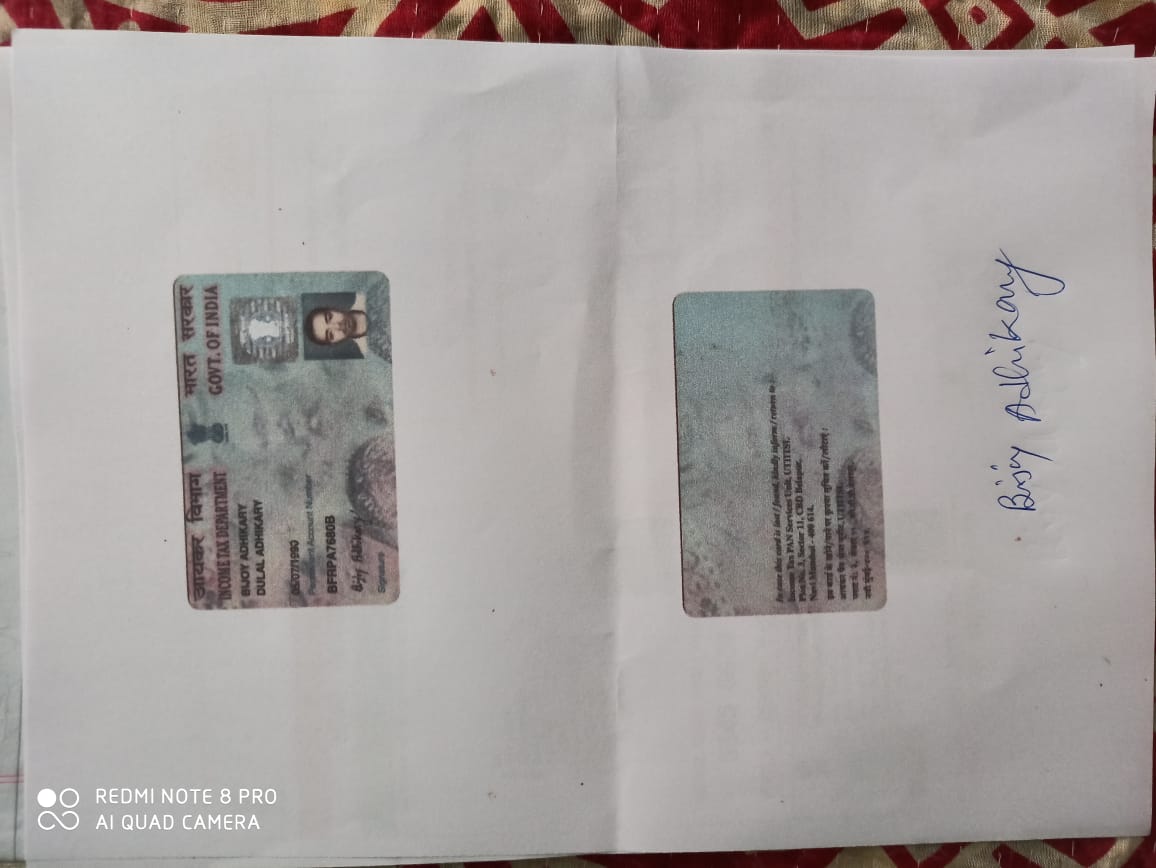 आयकर विभाग
INCOME TAX DEPARTMENT
भारत सरकार
GOVT. OF INDIA
BIJOY ADHIKARY
DULAL ADHIKARY
05/07/1990
Permanent Account Number
BFRPA7680B
Bijoy Adhikary
Signature
In case this card is lost / found, kindly inform / return to :
Income Tax PAN Services Unit, UTIITSL
Plot No. 3, Sector 11, CBD Belapur,
Navi Mumbai - 400 614.
Bijoy Adhikary
REDMI NOTE 8 PRO
AI QUAD CAMERA